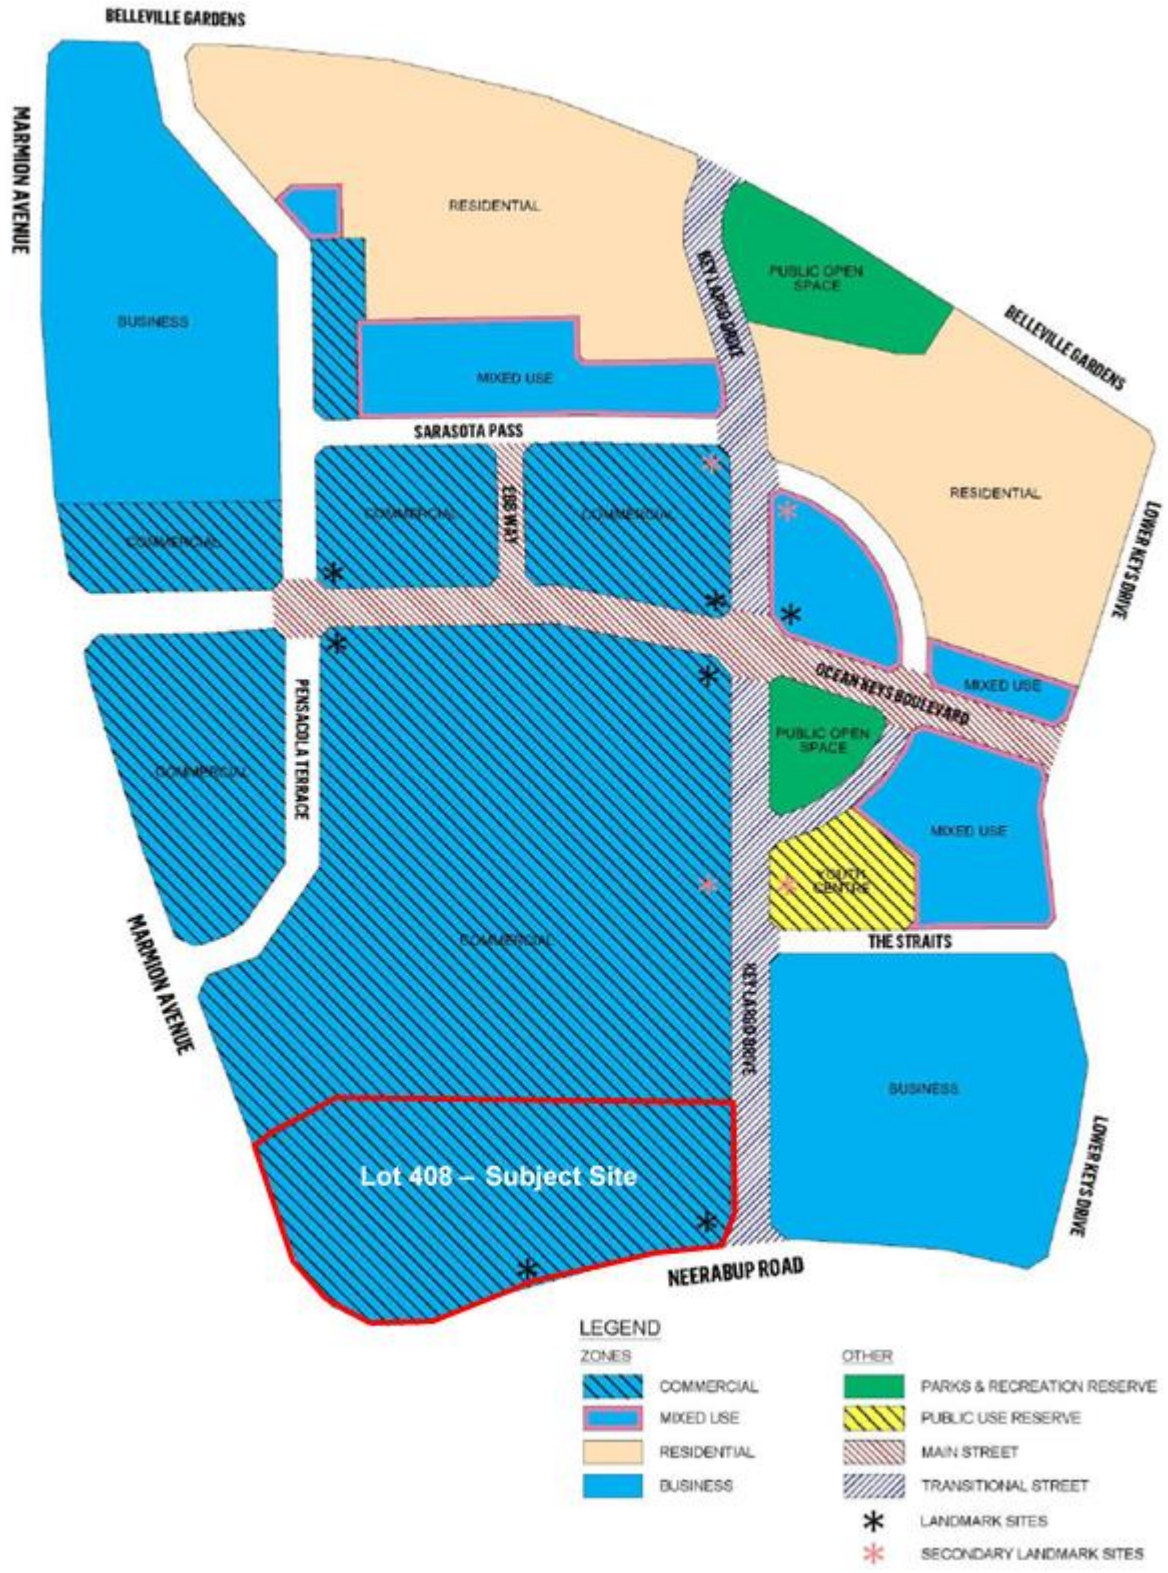 BELLEVILLE GARDENS
MARMION AVENUE
RESIDENTIAL
KEY LARGO DRIVE
PUBLIC OPEN
SPACE
BELLEVILLE GARDENS
BUSINESS
MIXED USE
SARASOTA PASS
COMMERCIAL
EBB WAY
COMMERCIAL
RESIDENTIAL
LOWER KEYS DRIVE
COMMERCIAL
OCEAN KEYS BOULEVARD
MIXED USE
PENSACOLA TERRACE
PUBLIC OPEN
SPACE
COMMERCIAL
MIXED USE
YOUTH
CENTRE
MARMION AVENUE
COMMERCIAL
THE STRAITS
KEY LARGO DRIVE
BUSINESS
LOWER KEYS DRIVE
Lot 408 – Subject Site
NEERABUP ROAD
LEGEND
ZONES
COMMERCIAL
MIXED USE
RESIDENTIAL
BUSINESS
OTHER
PARKS & RECREATION RESERVE
PUBLIC USE RESERVE
MAIN STREET
TRANSITIONAL STREET
LANDMARK SITES
SECONDARY LANDMARK SITES